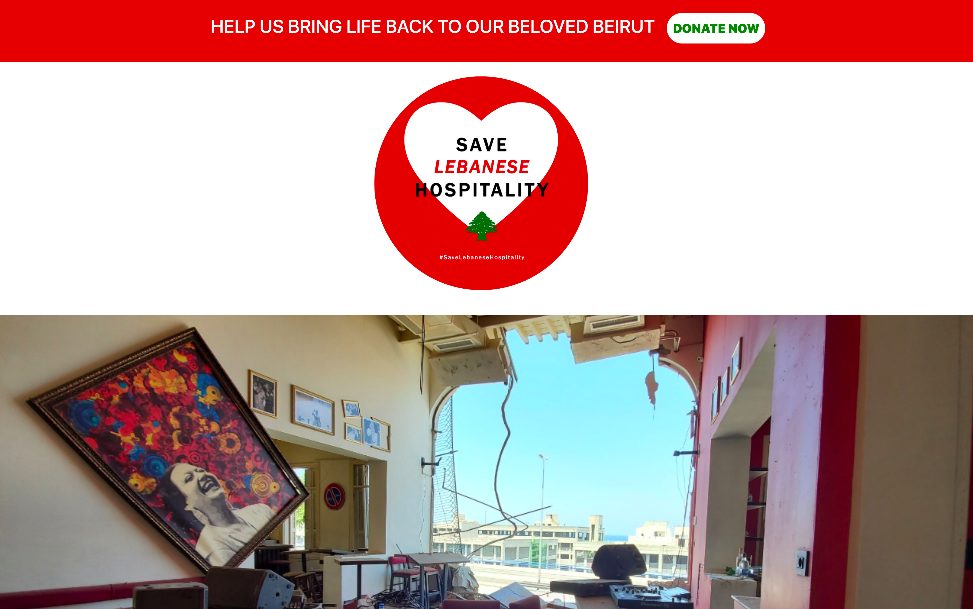 HELP US BRING LIFE BACK TO OUR BELOVED BEIRUT
DONATE NOW
SAVE
LEBANESE
HOSPITALITY
#SaveLebaneseHospitality